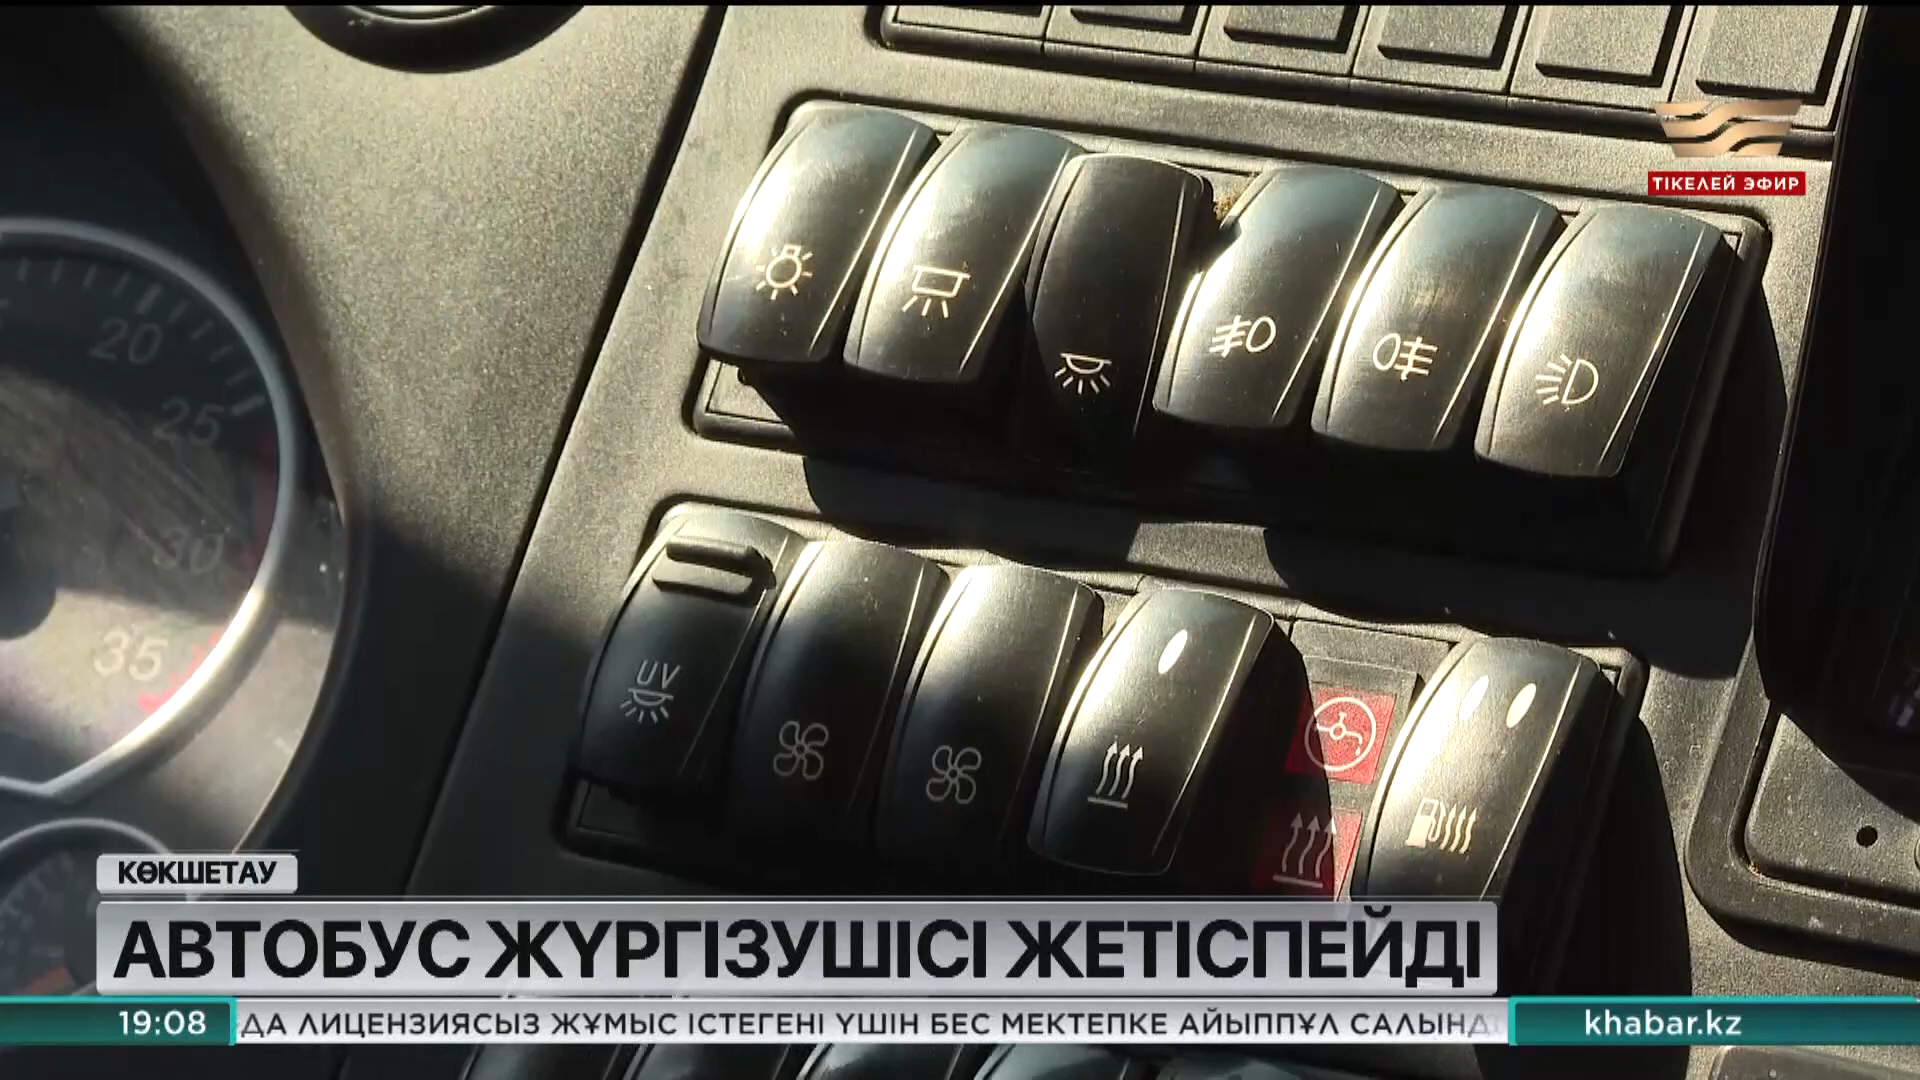 ТІКЕЛЕЙ ЭФИР
20
25
30
35
UV
КӨКШЕТАУ
АВТОБУС ЖҮРГІЗУШІСІ ЖЕТІСПЕЙДІ
19:08
ДА ЛИЦЕНЗИЯСЫЗ ЖҰМЫС ІСТЕГЕНІ ҮШІН БЕС МЕКТЕПКЕ АЙЫППҰЛ САЛЫНД
khabar.kz